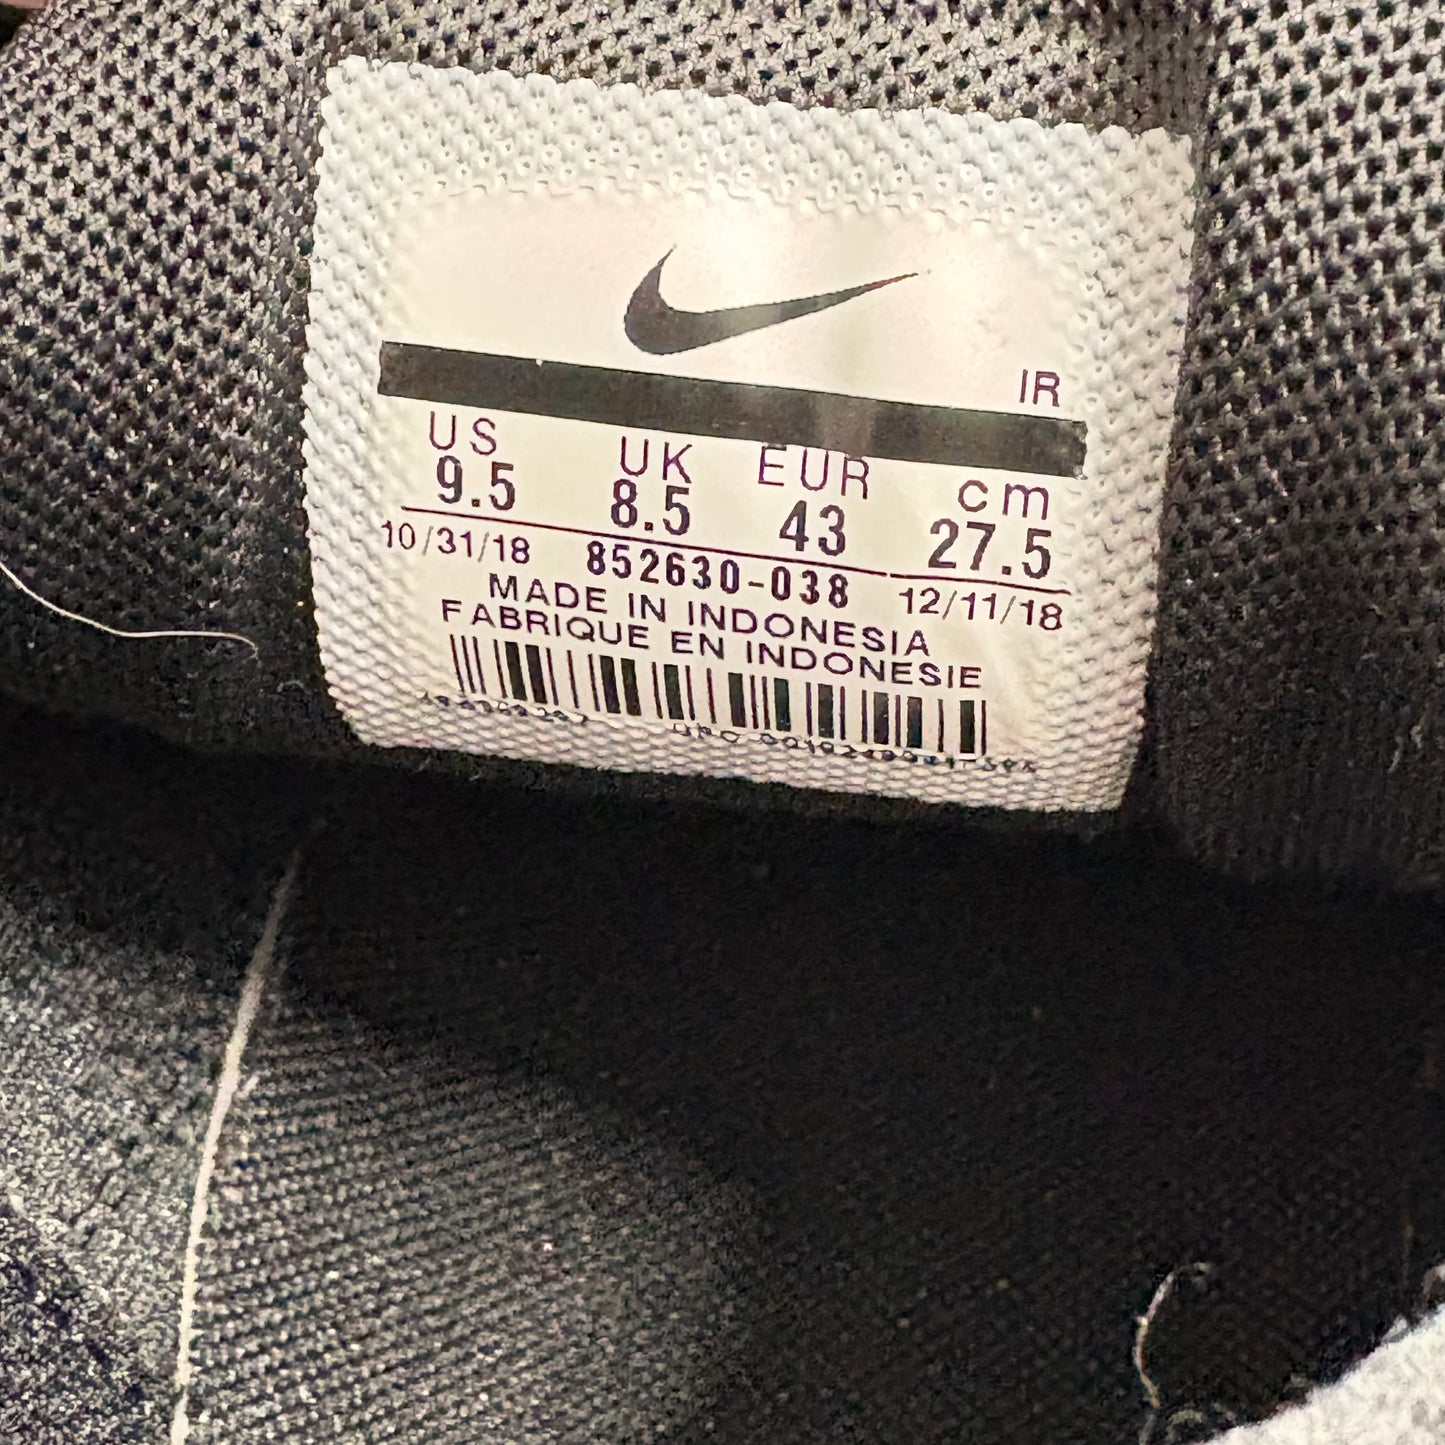 IR
US UK EUR cm
9.5 8.5 43 27.5
10/31/18 852630-038 12/11/18
MADE IN INDONESIA
FABRIQUE EN INDONESIE
UPC